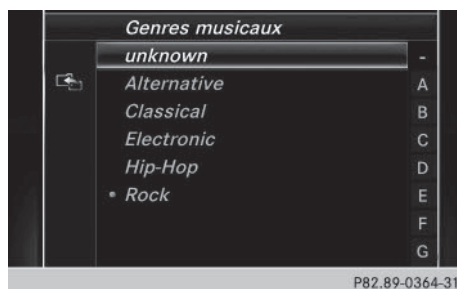 Genres musicaux
unknown -
Alternative A
Classical B
Electronic C
Hip-Hop D
• Rock E
F
G
P82.89-0364-31